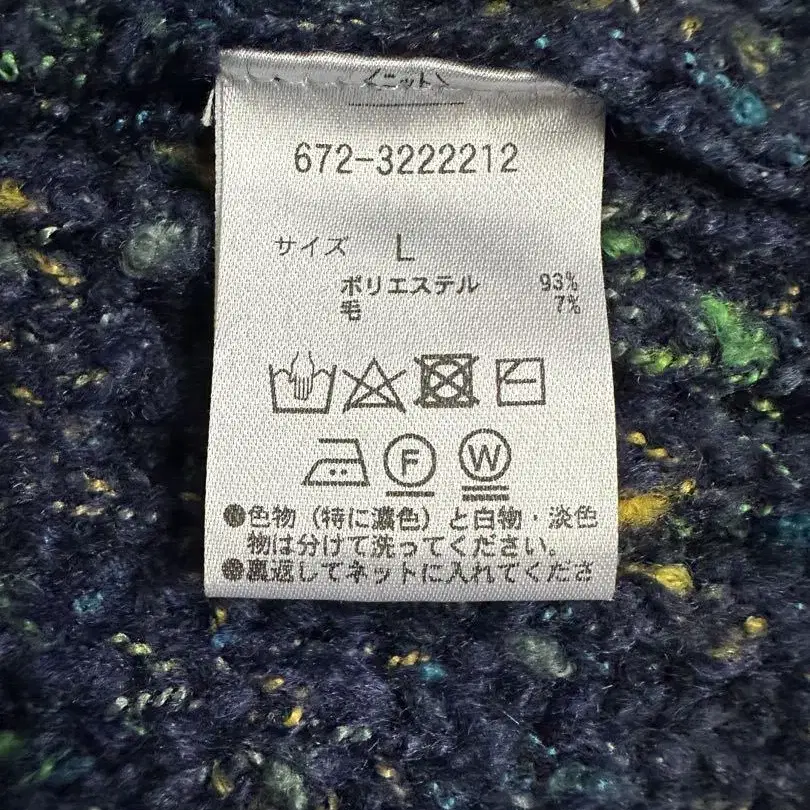 〈ニット〉
672-3222212
サイズ L
ポリエステル 93%
毛 7%
F W
●色物（特に濃色）と白物・淡色
物は分けて洗ってください。
●裏返してネットに入れてくださ